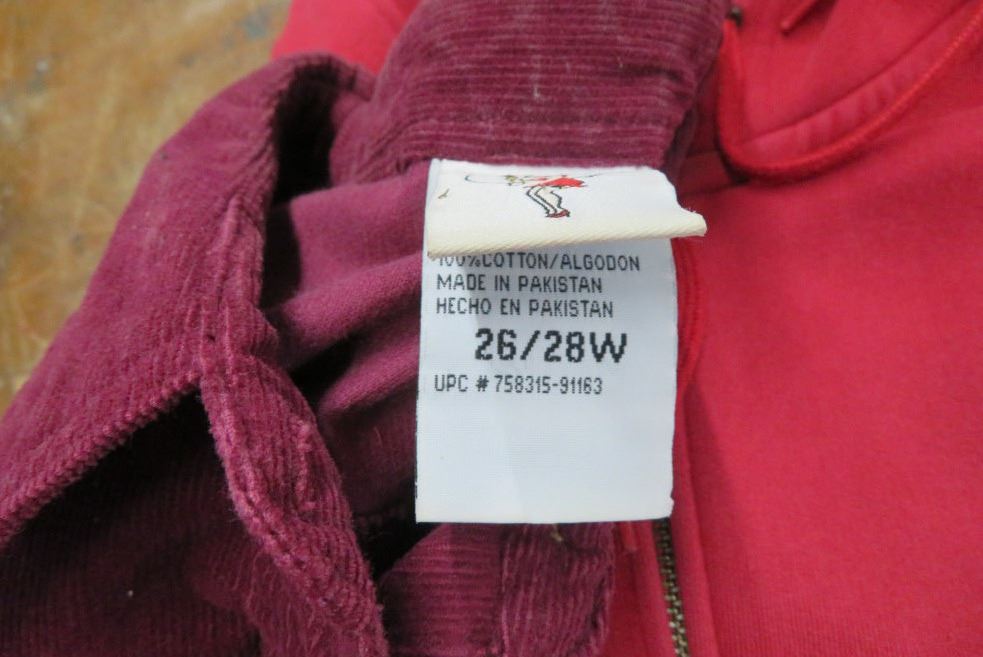 100%COTTON/ALGODON
MADE IN PAKISTAN
HECHO EN PAKISTAN
26/28W
UPC # 758315-91163